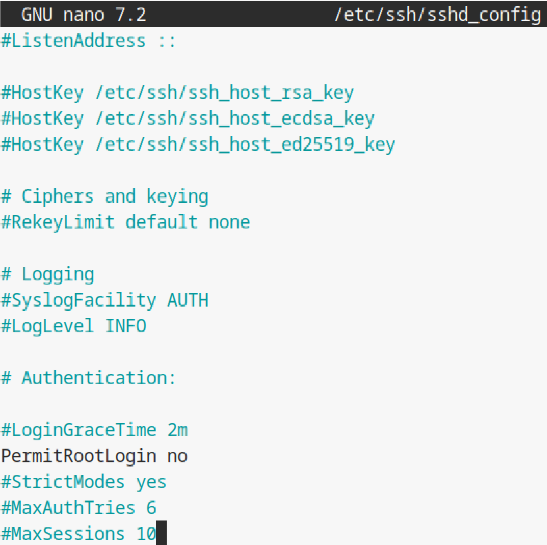 GNU nano 7.2 /etc/ssh/sshd_config
#ListenAddress ::
#HostKey /etc/ssh/ssh_host_rsa_key
#HostKey /etc/ssh/ssh_host_ecdsa_key
#HostKey /etc/ssh/ssh_host_ed25519_key
# Ciphers and keying
#RekeyLimit default none
# Logging
#SyslogFacility AUTH
#LogLevel INFO
# Authentication:
#LoginGraceTime 2m
PermitRootLogin no
#StrictModes yes
#MaxAuthTries 6
#MaxSessions 10